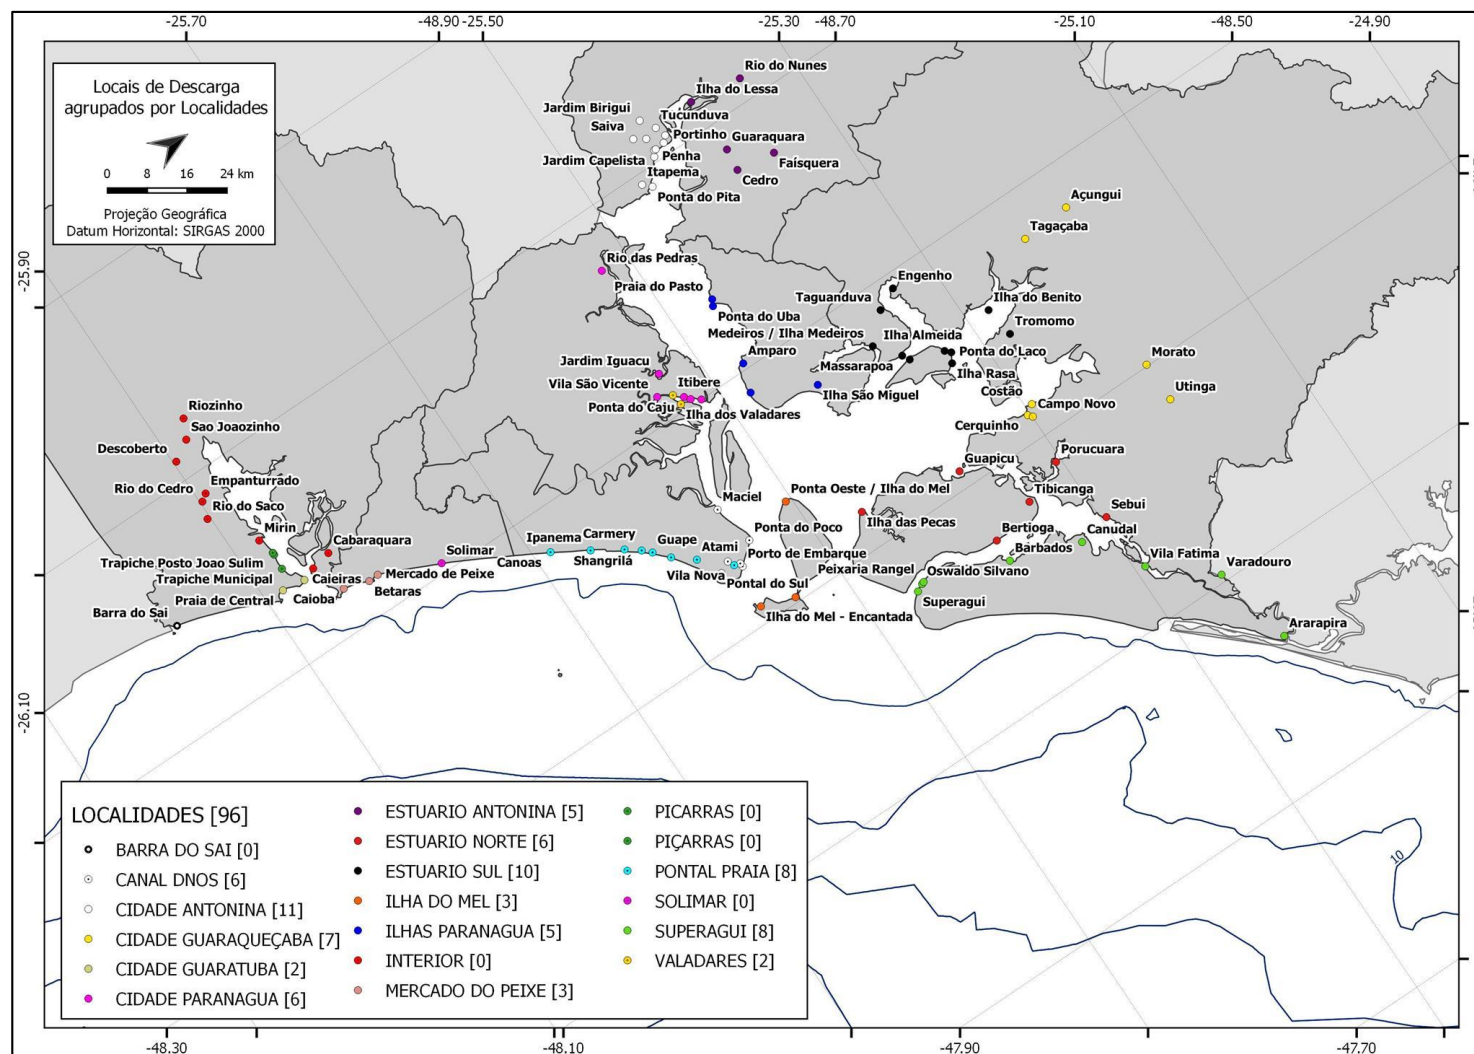 -25.70
-48.90
-25.50
-25.30
-48.70
-25.10
-48.50
-24.90
Locais de Descarga
agrupados por Localidades
0 8 16 24 km
Projeção Geográfica
Datum Horizontal: SIRGAS 2000
Rio do Nunes
Ilha do Lessa
Jardim Birigui
Tucunduva
Saiva
Portinho
Guaraquara
Jardim Capelista
Penha
Faísquera
Itapema
Cedro
Ponta do Pita
Açungui
Tagaçaba
-25.90
Rio das Pedras
Engenho
Praia do Pasto
Taguanduva
Ilha do Benito
Ponta do Uba
Tromomo
Medeiros / Ilha Medeiros
Ilha Almeida
Amparo
Ponta do Laco
Morato
Jardim Iguacu
Massarapoa
Ilha Rasa
Vila São Vicente
Itibere
Utinga
Costão
Ilha São Miguel
Ponta do Caju
Ilha dos Valadares
Campo Novo
Riozinho
Cerquinho
Sao Joaozinho
Descoberto
Porucuara
Guapicu
Empanturrado
Rio do Cedro
Ponta Oeste / Ilha do Mel
Tibicanga
Maciel
Rio do Saco
Sebui
Ilha das Pecas
Mirin
Ponta do Poco
Bertioga
Canudal
Cabaraquara
Ipanema
Carmery
Guape
Atami
Barbados
Solimar
Porto de Embarque
Vila Fatima
Trapiche Posto Joao Sulim
Canoas
Shangrilá
Peixaria Rangel
Oswaldo Silvano
Varadouro
Trapiche Municipal
Caieiras
Mercado de Peixe
Vila Nova
Pontal do Sul
Praia de Central
Caioba
Betaras
Superagui
Barra do Sai
Ilha do Mel - Encantada
Ararapira
-26.10
LOCALIDADES [96]
BARRA DO SAI [0]
CANAL DNOS [6]
CIDADE ANTONINA [11]
CIDADE GUARAQUEÇABA [7]
CIDADE GUARATUBA [2]
CIDADE PARANAGUA [6]
ESTUARIO ANTONINA [5]
ESTUARIO NORTE [6]
ESTUARIO SUL [10]
ILHA DO MEL [3]
ILHAS PARANAGUA [5]
INTERIOR [0]
MERCADO DO PEIXE [3]
PICARRAS [0]
PIÇARRAS [0]
PONTAL PRAIA [8]
SOLIMAR [0]
SUPERAGUI [8]
VALADARES [2]
10
-48.30
-48.10
-47.90
-47.70